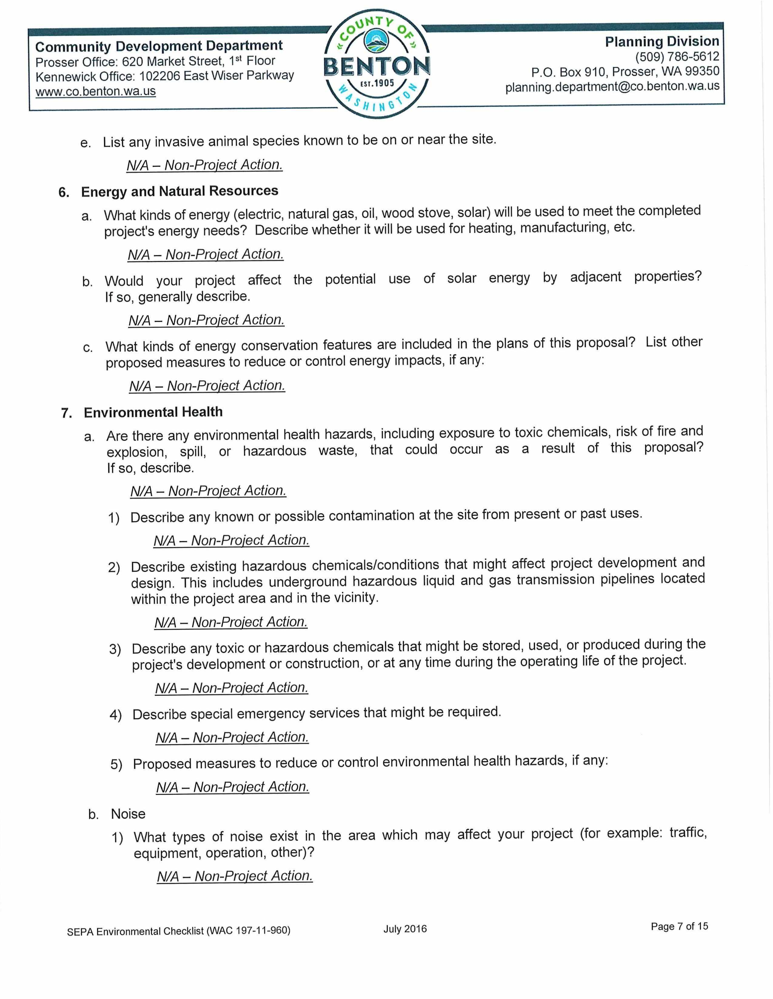 Community Development Department
Prosser Office: 620 Market Street, 1st Floor
Kennewick Office: 102206 East Wiser Parkway
www.co.benton.wa.us
«COUNTY OF»
BENTON
EST.1905
WASHINGTON
Planning Division
(509) 786-5612
P.O. Box 910, Prosser, WA 99350
planning.department@co.benton.wa.us
e. List any invasive animal species known to be on or near the site.
N/A – Non-Project Action.
6. Energy and Natural Resources
a. What kinds of energy (electric, natural gas, oil, wood stove, solar) will be used to meet the completed
project's energy needs? Describe whether it will be used for heating, manufacturing, etc.
N/A – Non-Project Action.
b. Would your project affect the potential use of solar energy by adjacent properties?
If so, generally describe.
N/A – Non-Project Action.
c. What kinds of energy conservation features are included in the plans of this proposal? List other
proposed measures to reduce or control energy impacts, if any:
N/A – Non-Project Action.
7. Environmental Health
a. Are there any environmental health hazards, including exposure to toxic chemicals, risk of fire and
explosion, spill, or hazardous waste, that could occur as a result of this proposal?
If so, describe.
N/A – Non-Project Action.
1) Describe any known or possible contamination at the site from present or past uses.
N/A – Non-Project Action.
2) Describe existing hazardous chemicals/conditions that might affect project development and
design. This includes underground hazardous liquid and gas transmission pipelines located
within the project area and in the vicinity.
N/A – Non-Project Action.
3) Describe any toxic or hazardous chemicals that might be stored, used, or produced during the
project's development or construction, or at any time during the operating life of the project.
N/A – Non-Project Action.
4) Describe special emergency services that might be required.
N/A – Non-Project Action.
5) Proposed measures to reduce or control environmental health hazards, if any:
N/A – Non-Project Action.
b. Noise
1) What types of noise exist in the area which may affect your project (for example: traffic,
equipment, operation, other)?
N/A – Non-Project Action.
SEPA Environmental Checklist (WAC 197-11-960)
July 2016
Page 7 of 15